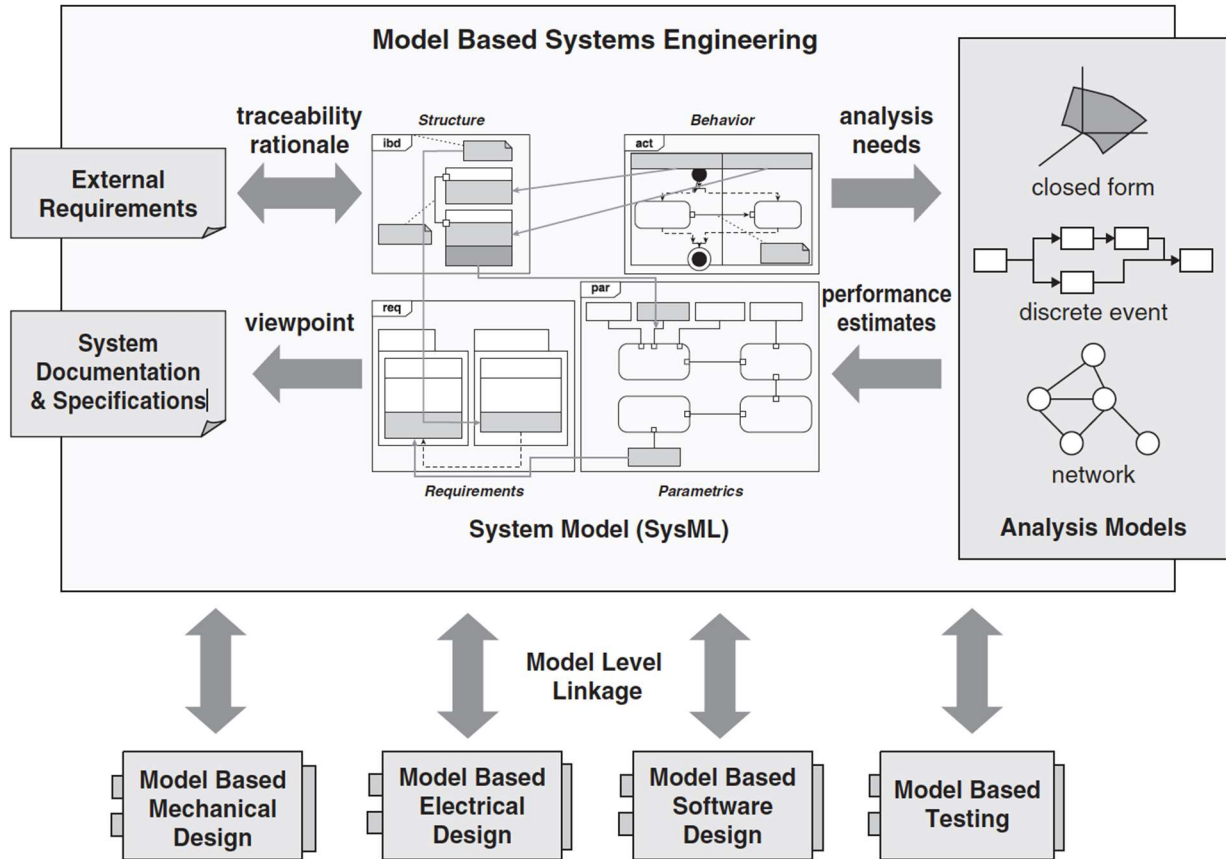 Model Based Systems Engineering
traceability
rationale
External
Requirements
System
Documentation
& Specifications
viewpoint
Structure
ibd
Behavior
act
req
Requirements
par
Parametrics
System Model (SysML)
analysis
needs
performance
estimates
closed form
discrete event
network
Analysis Models
Model Level
Linkage
Model Based
Mechanical
Design
Model Based
Electrical
Design
Model Based
Software
Design
Model Based
Testing